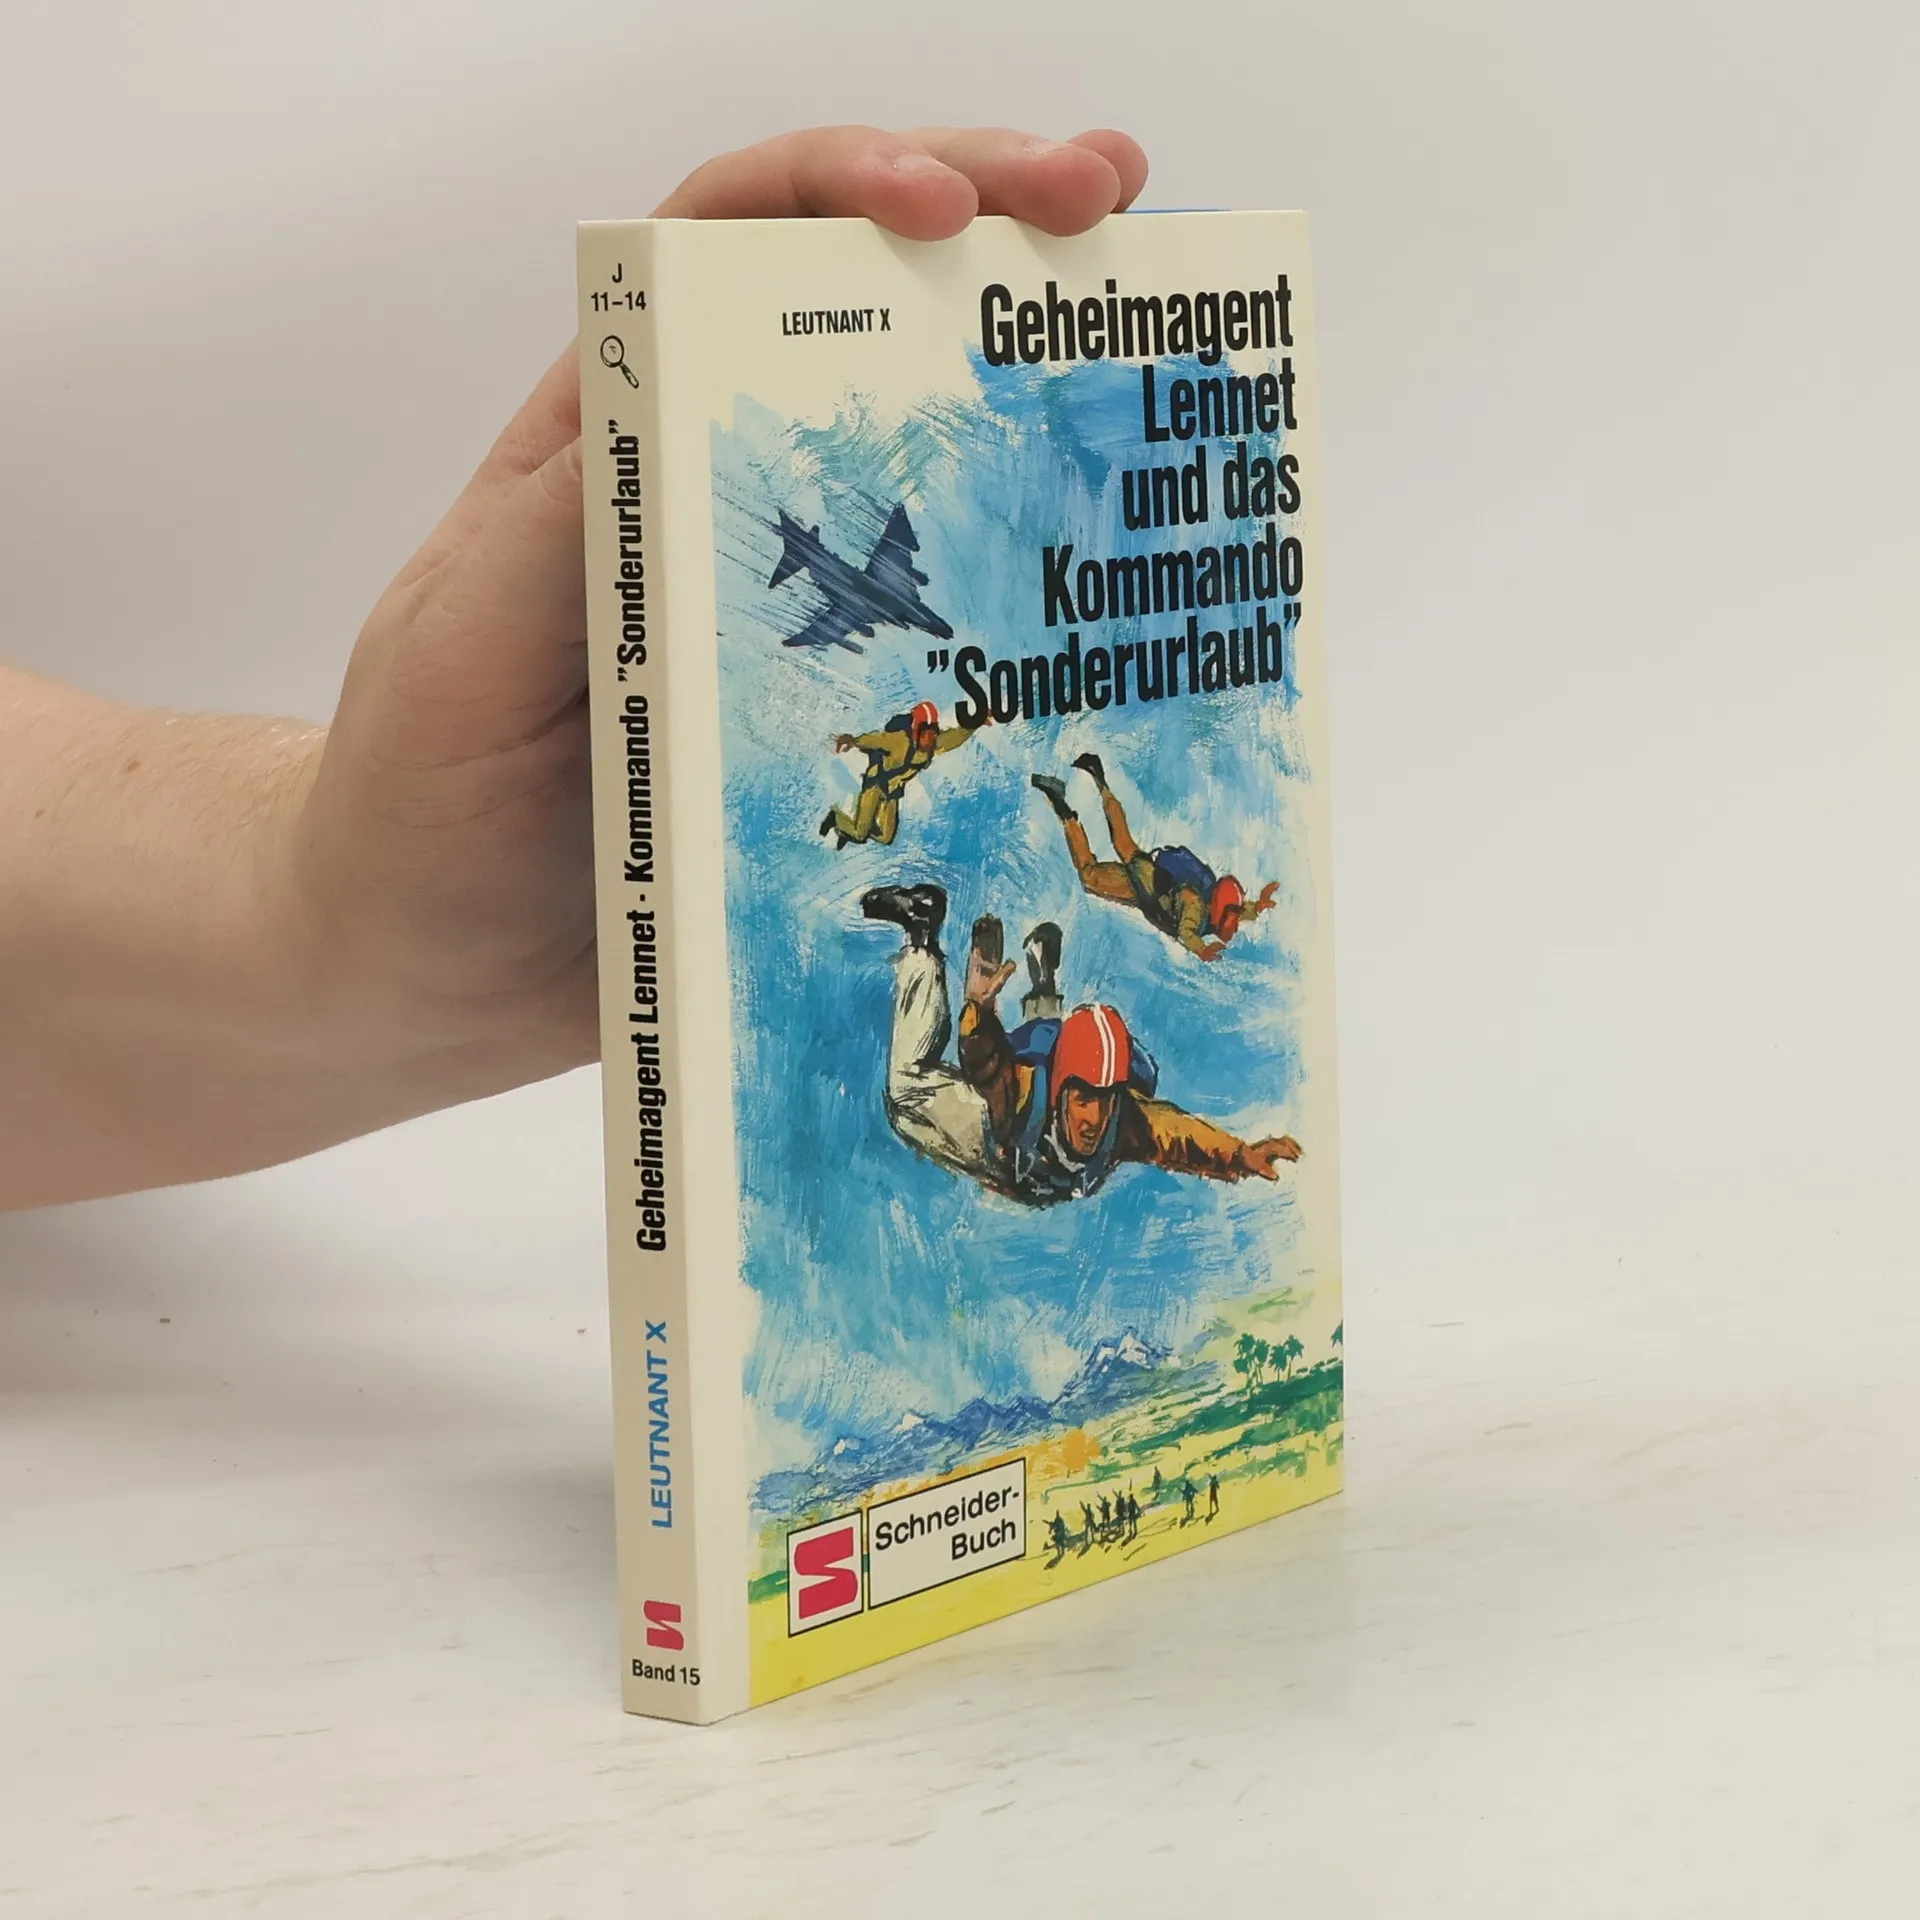 J
11–14
Geheimagent Lennet · Kommando "Sonderurlaub"
LEUTNANT X
Band 15
LEUTNANT X
Geheimagent
Lennet
und das
Kommando
"Sonderurlaub"
Schneider-
Buch